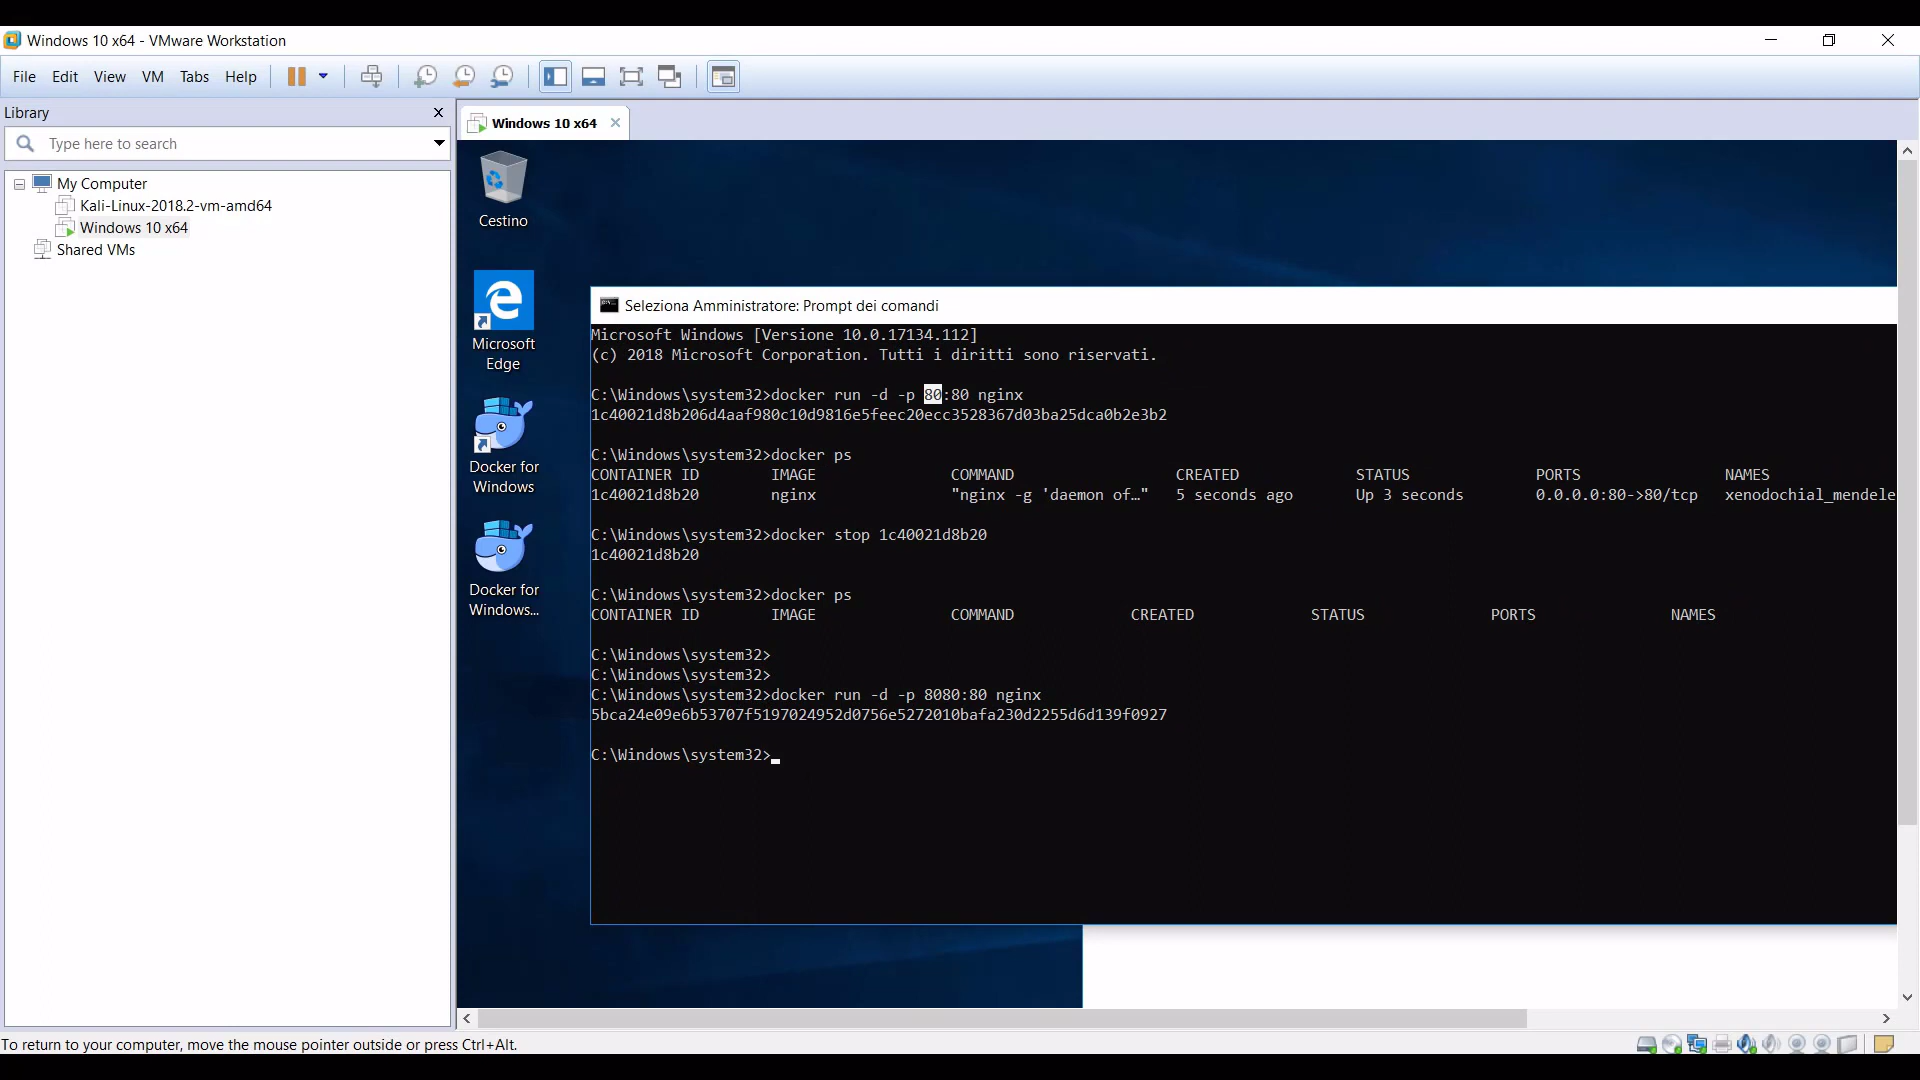 Windows 10 x64 - VMware Workstation
File Edit View VM Tabs Help
Library
Type here to search
My Computer
Kali-Linux-2018.2-vm-amd64
Windows 10 x64
Shared VMs
Windows 10 x64
Cestino
Microsoft
Edge
Docker for
Windows
Docker for
Windows...
Seleziona Amministratore: Prompt dei comandi
Microsoft Windows [Versione 10.0.17134.112]
(c) 2018 Microsoft Corporation. Tutti i diritti sono riservati.
C:\Windows\system32>docker run -d -p 80:80 nginx
1c40021d8b206d4aaf980c10d9816e5feec20ecc3528367d03ba25dca0b2e3b2
C:\Windows\system32>docker ps
CONTAINER ID IMAGE COMMAND CREATED STATUS PORTS NAMES
1c40021d8b20 nginx "nginx -g 'daemon of…" 5 seconds ago Up 3 seconds 0.0.0.0:80->80/tcp xenodochial_mendele
C:\Windows\system32>docker stop 1c40021d8b20
1c40021d8b20
C:\Windows\system32>docker ps
CONTAINER ID IMAGE COMMAND CREATED STATUS PORTS NAMES
C:\Windows\system32>
C:\Windows\system32>
C:\Windows\system32>docker run -d -p 8080:80 nginx
5bca24e09e6b53707f5197024952d0756e5272010bafa230d2255d6d139f0927
C:\Windows\system32>
To return to your computer, move the mouse pointer outside or press Ctrl+Alt.